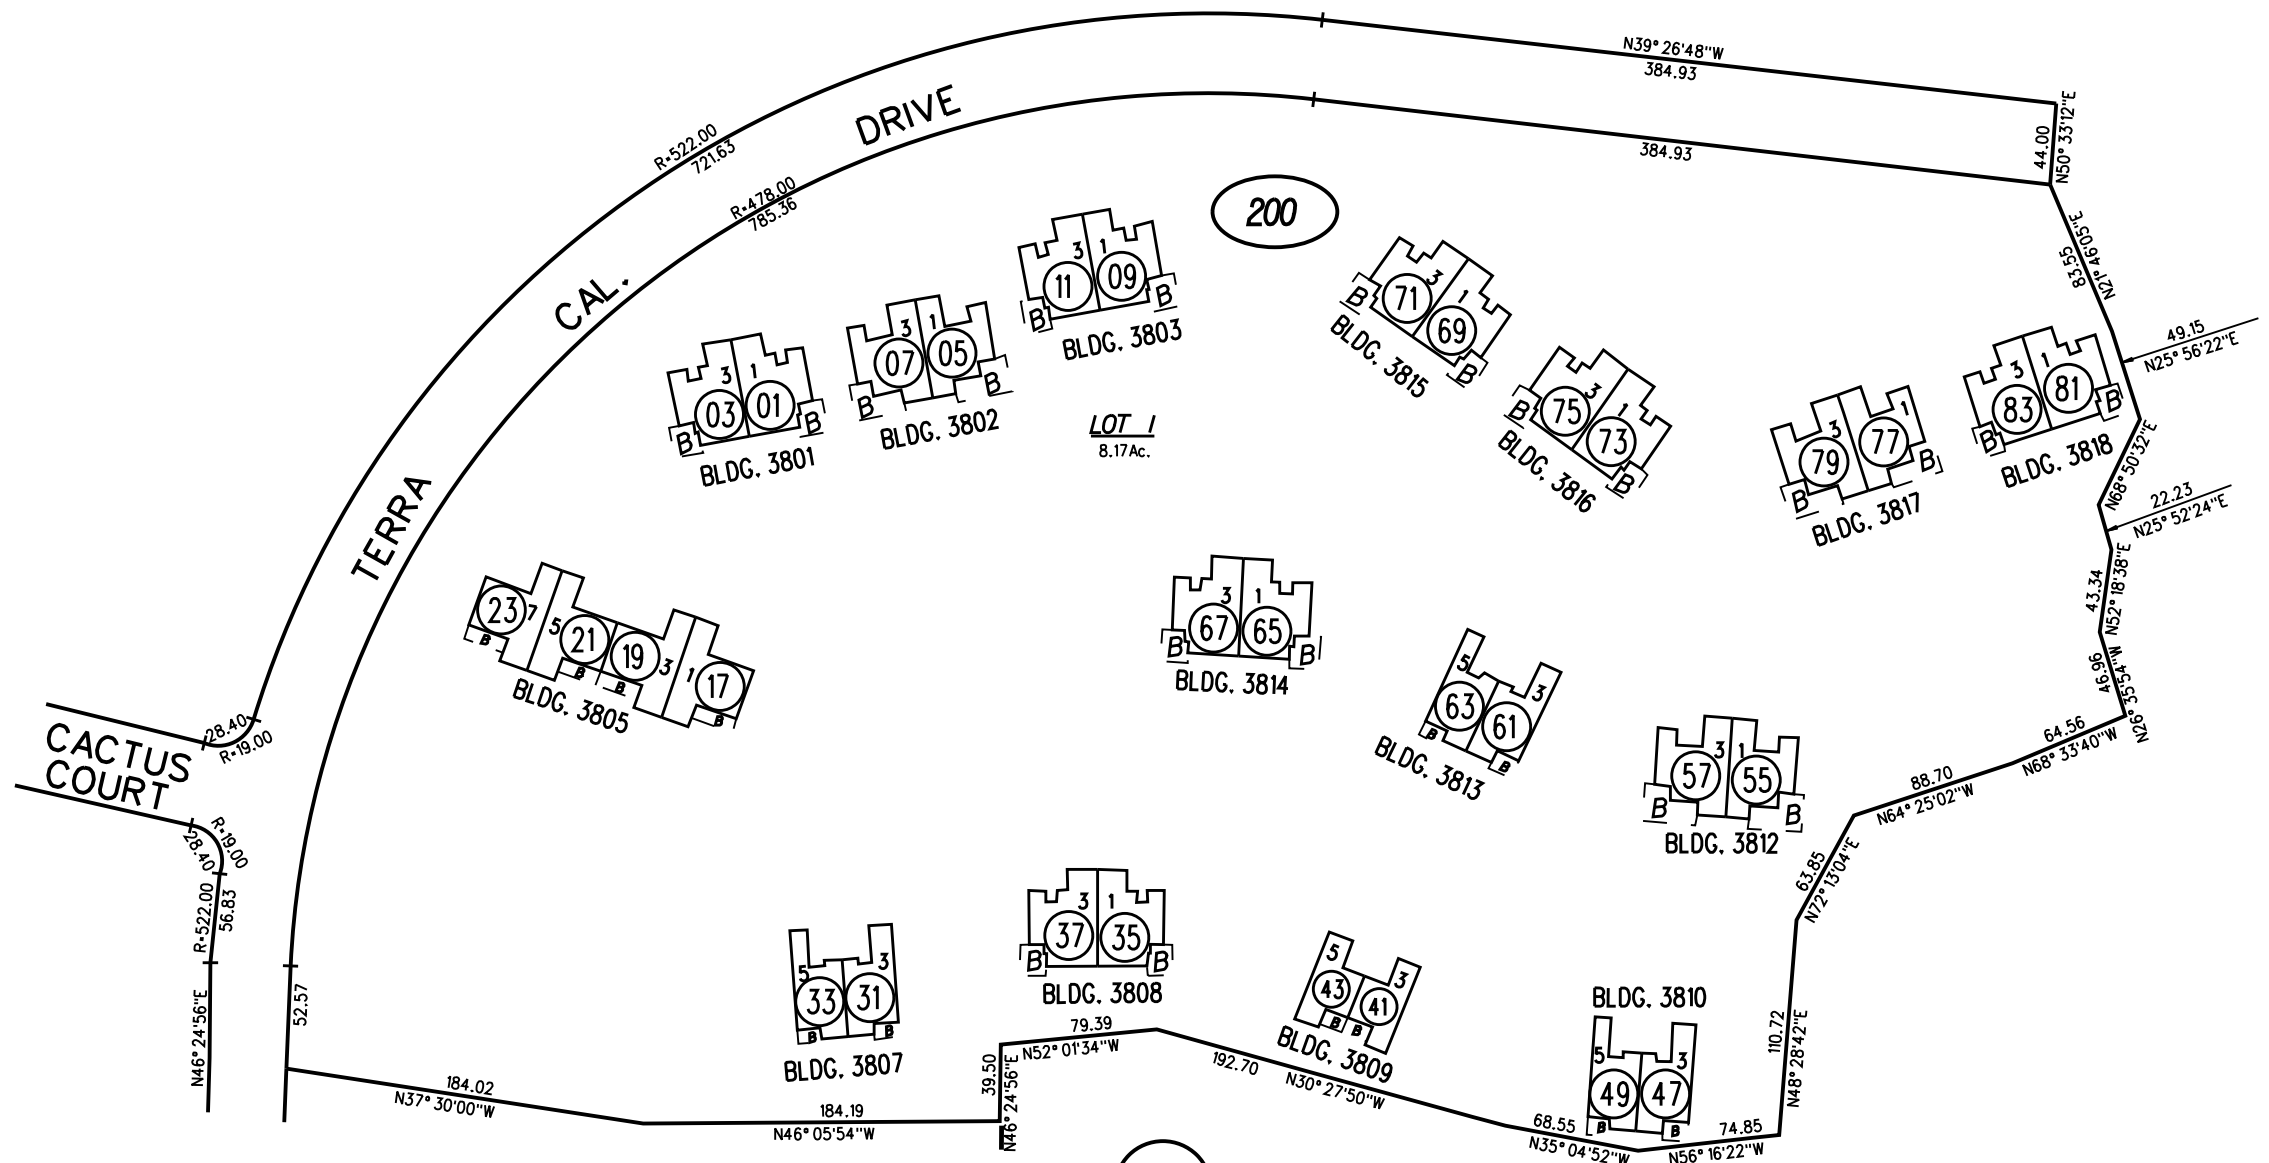 N39° 26'48"W
384.93
384.93
44.00
N50° 33'12"E
R=522.00
721.63
R=478.00
785.36
TERRA CAL. DRIVE
200
83.55
N21° 46'05"E
49.15
N25° 56'22"E
N68° 50'32"E
22.23
N25° 52'24"E
43.34
N52° 18'38"E
46.96
N26° 35'54"W
64.56
N68° 33'40"W
88.70
N64° 25'02"W
63.85
N72° 13'04"E
110.72
N48° 28'42"E
3 1
11 09
B B
BLDG. 3803
3 1
07 05
B B
BLDG. 3802
3 1
03 01
B B
BLDG. 3801
LOT 1
8.17Ac.
3 1
71 69
B B
BLDG. 3815
3 1
75 73
B B
BLDG. 3816
3 1
79 77
B B
BLDG. 3817
3 1
83 81
B B
BLDG. 3818
7 5 3 1
23 21 19 17
B B B B
BLDG. 3805
3 1
67 65
B B
BLDG. 3814
5 3
63 61
B B
BLDG. 3813
3 1
57 55
B B
BLDG. 3812
CACTUS
COURT
28.40
R=19.00
R=19.00
28.40
R=522.00
56.83
N46° 24'56"E
52.57
5 3
33 31
B B
BLDG. 3807
3 1
37 35
B B
BLDG. 3808
5 3
43 41
B B
BLDG. 3809
BLDG. 3810
5 3
49 47
B B
184.02
N37° 30'00"W
184.19
N46° 05'54"W
39.50
N46° 24'56"E
79.39
N52° 01'34"W
192.70
N30° 27'50"W
68.55
N35° 04'52"W
74.85
N56° 16'22"W